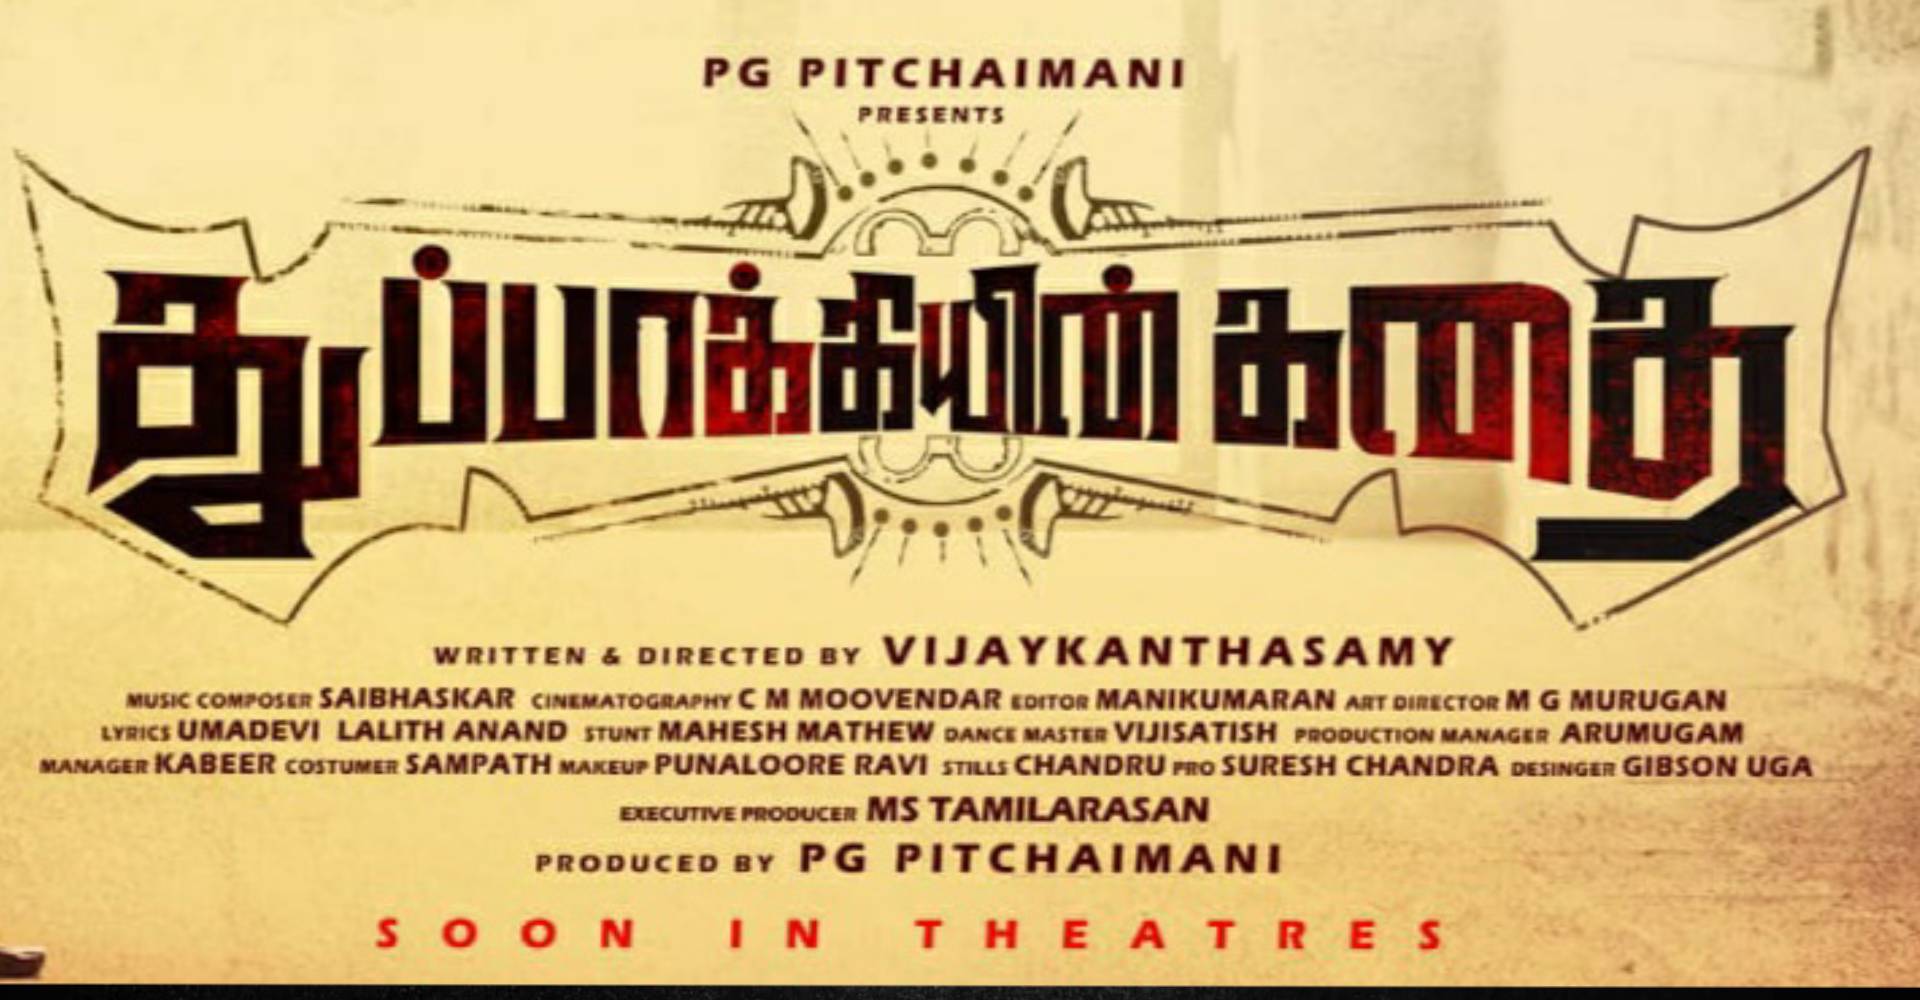 PG PITCHAIMANI
PRESENTS
துப்பாக்கியின் கதை
WRITTEN & DIRECTED BY VIJAYKANTHASAMY
MUSIC COMPOSER SAIBHASKAR CINEMATOGRAPHY C M MOOVENDAR EDITOR MANIKUMARAN ART DIRECTOR M G MURUGAN
LYRICS UMADEVI LALITH ANAND STUNT MAHESH MATHEW DANCE MASTER VIJISATISH PRODUCTION MANAGER ARUMUGAM
MANAGER KABEER COSTUMER SAMPATH MAKEUP PUNALOORE RAVI STILLS CHANDRU PRO SURESH CHANDRA DESINGER GIBSON UGA
EXECUTIVE PRODUCER MS TAMILARASAN
PRODUCED BY PG PITCHAIMANI
SOON IN THEATRES